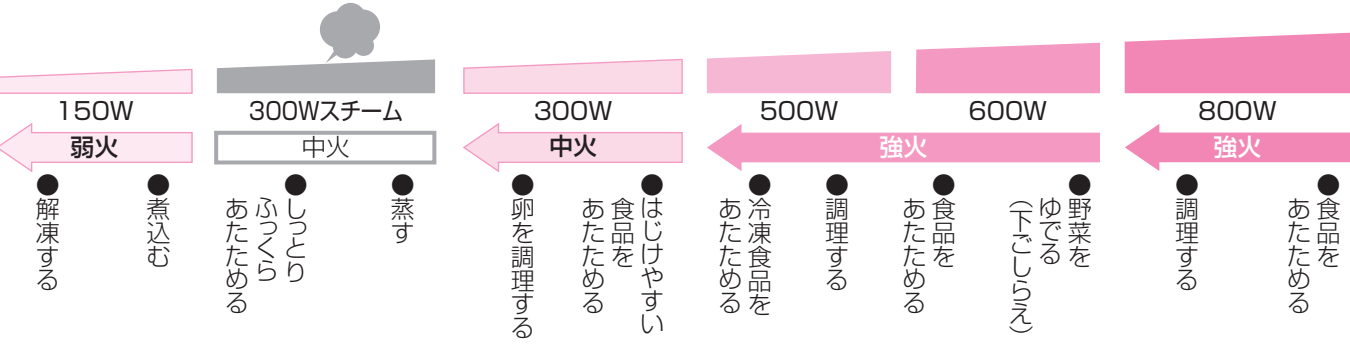 150W
300Wスチーム
300W
500W
600W
800W
弱火
中火
中火
強火
強火
解凍する
煮込む
しっとり
ふっくら
あたためる
蒸す
卵を調理する
はじけやすい
食品を
あたためる
冷凍食品を
あたためる
調理する
食品を
あたためる
野菜を
ゆでる
（下ごしらえ）
調理する
食品を
あたためる